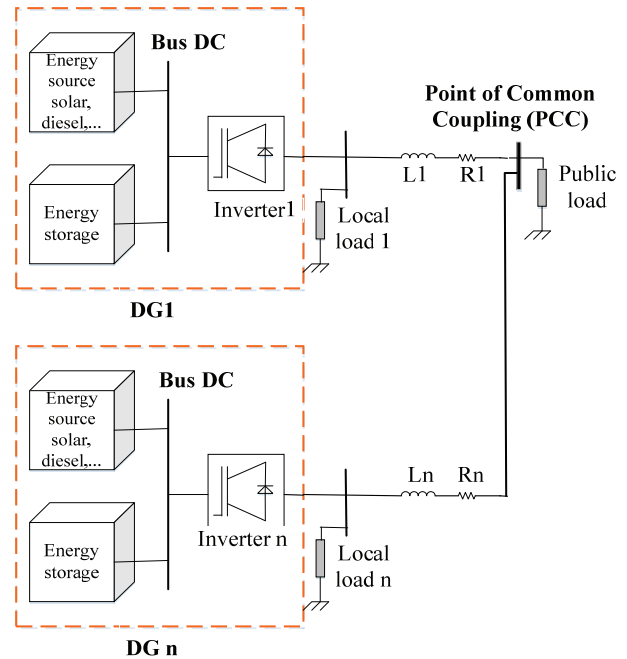 Bus DC
Energy
source
solar,
diesel,...
Energy
storage
Inverter1
DG1
Local
load 1
L1
R1
Point of Common
Coupling (PCC)
Public
load
Bus DC
Energy
source
solar,
diesel,...
Energy
storage
Inverter n
DG n
Local
load n
Ln
Rn